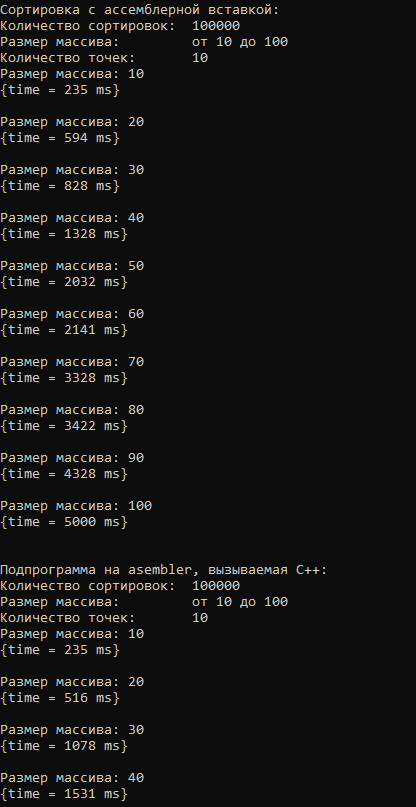 Сортировка с ассемблерной вставкой:
Количество сортировок: 100000
Размер массива: от 10 до 100
Количество точек: 10
Размер массива: 10
{time = 235 ms}
Размер массива: 20
{time = 594 ms}
Размер массива: 30
{time = 828 ms}
Размер массива: 40
{time = 1328 ms}
Размер массива: 50
{time = 2032 ms}
Размер массива: 60
{time = 2141 ms}
Размер массива: 70
{time = 3328 ms}
Размер массива: 80
{time = 3422 ms}
Размер массива: 90
{time = 4328 ms}
Размер массива: 100
{time = 5000 ms}
Подпрограмма на asembler, вызываемая C++:
Количество сортировок: 100000
Размер массива: от 10 до 100
Количество точек: 10
Размер массива: 10
{time = 235 ms}
Размер массива: 20
{time = 516 ms}
Размер массива: 30
{time = 1078 ms}
Размер массива: 40
{time = 1531 ms}